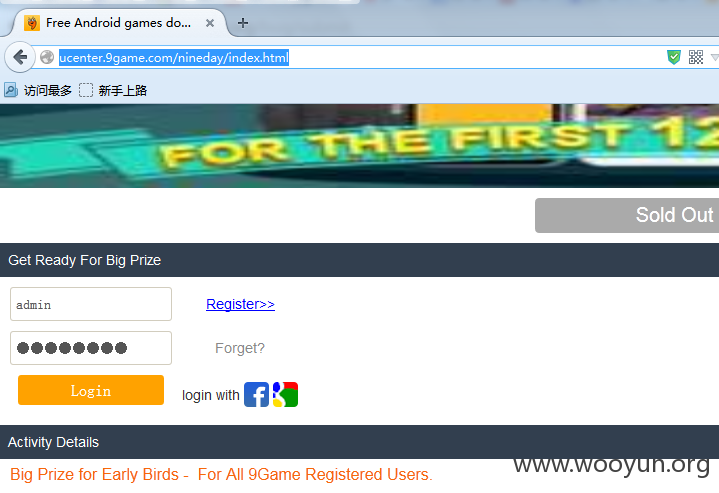 Free Android games do...
ucenter.9game.com/nineday/index.html
访问最多 新手上路
FOR THE FIRST 12
Sold Out
Get Ready For Big Prize
admin
Register>>
Forget?
Login
login with
Activity Details
Big Prize for Early Birds - For All 9Game Registered Users.
www.wooyun.org